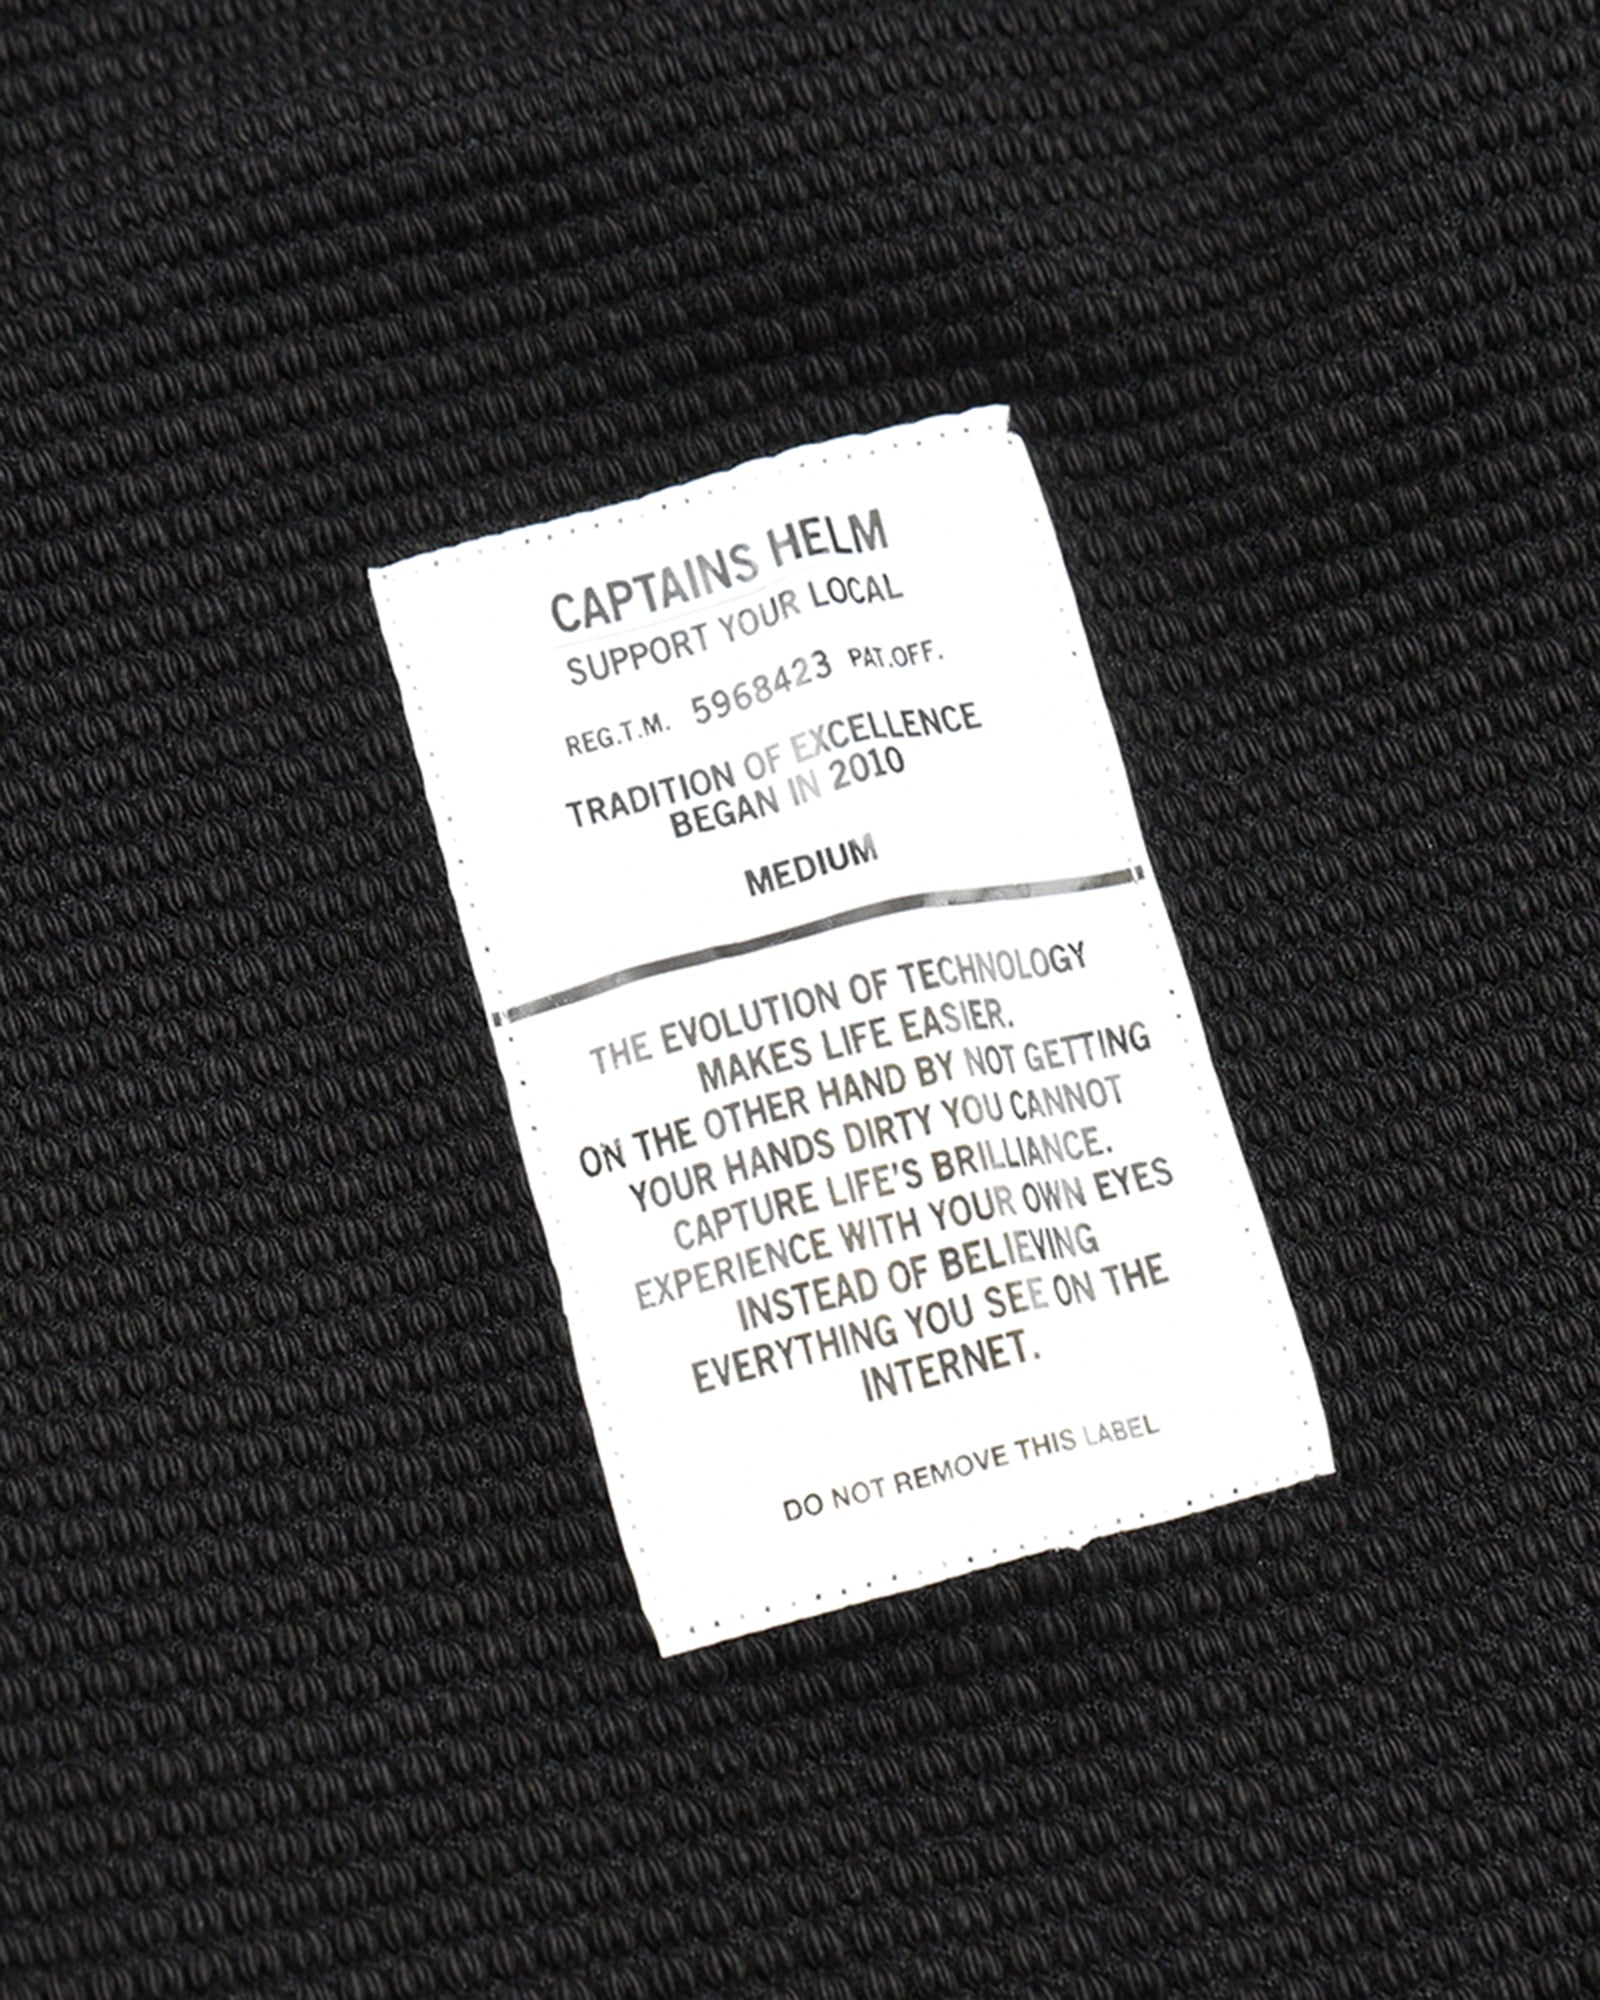 CAPTAINS HELM
SUPPORT YOUR LOCAL
REG.T.M. 5968423 PAT.OFF.
TRADITION OF EXCELLENCE
BEGAN IN 2010
MEDIUM
THE EVOLUTION OF TECHNOLOGY
MAKES LIFE EASIER.
ON THE OTHER HAND BY NOT GETTING
YOUR HANDS DIRTY YOU CANNOT
CAPTURE LIFE'S BRILLIANCE.
EXPERIENCE WITH YOUR OWN EYES
INSTEAD OF BELIEVING
EVERYTHING YOU SEE ON THE
INTERNET.
DO NOT REMOVE THIS LABEL